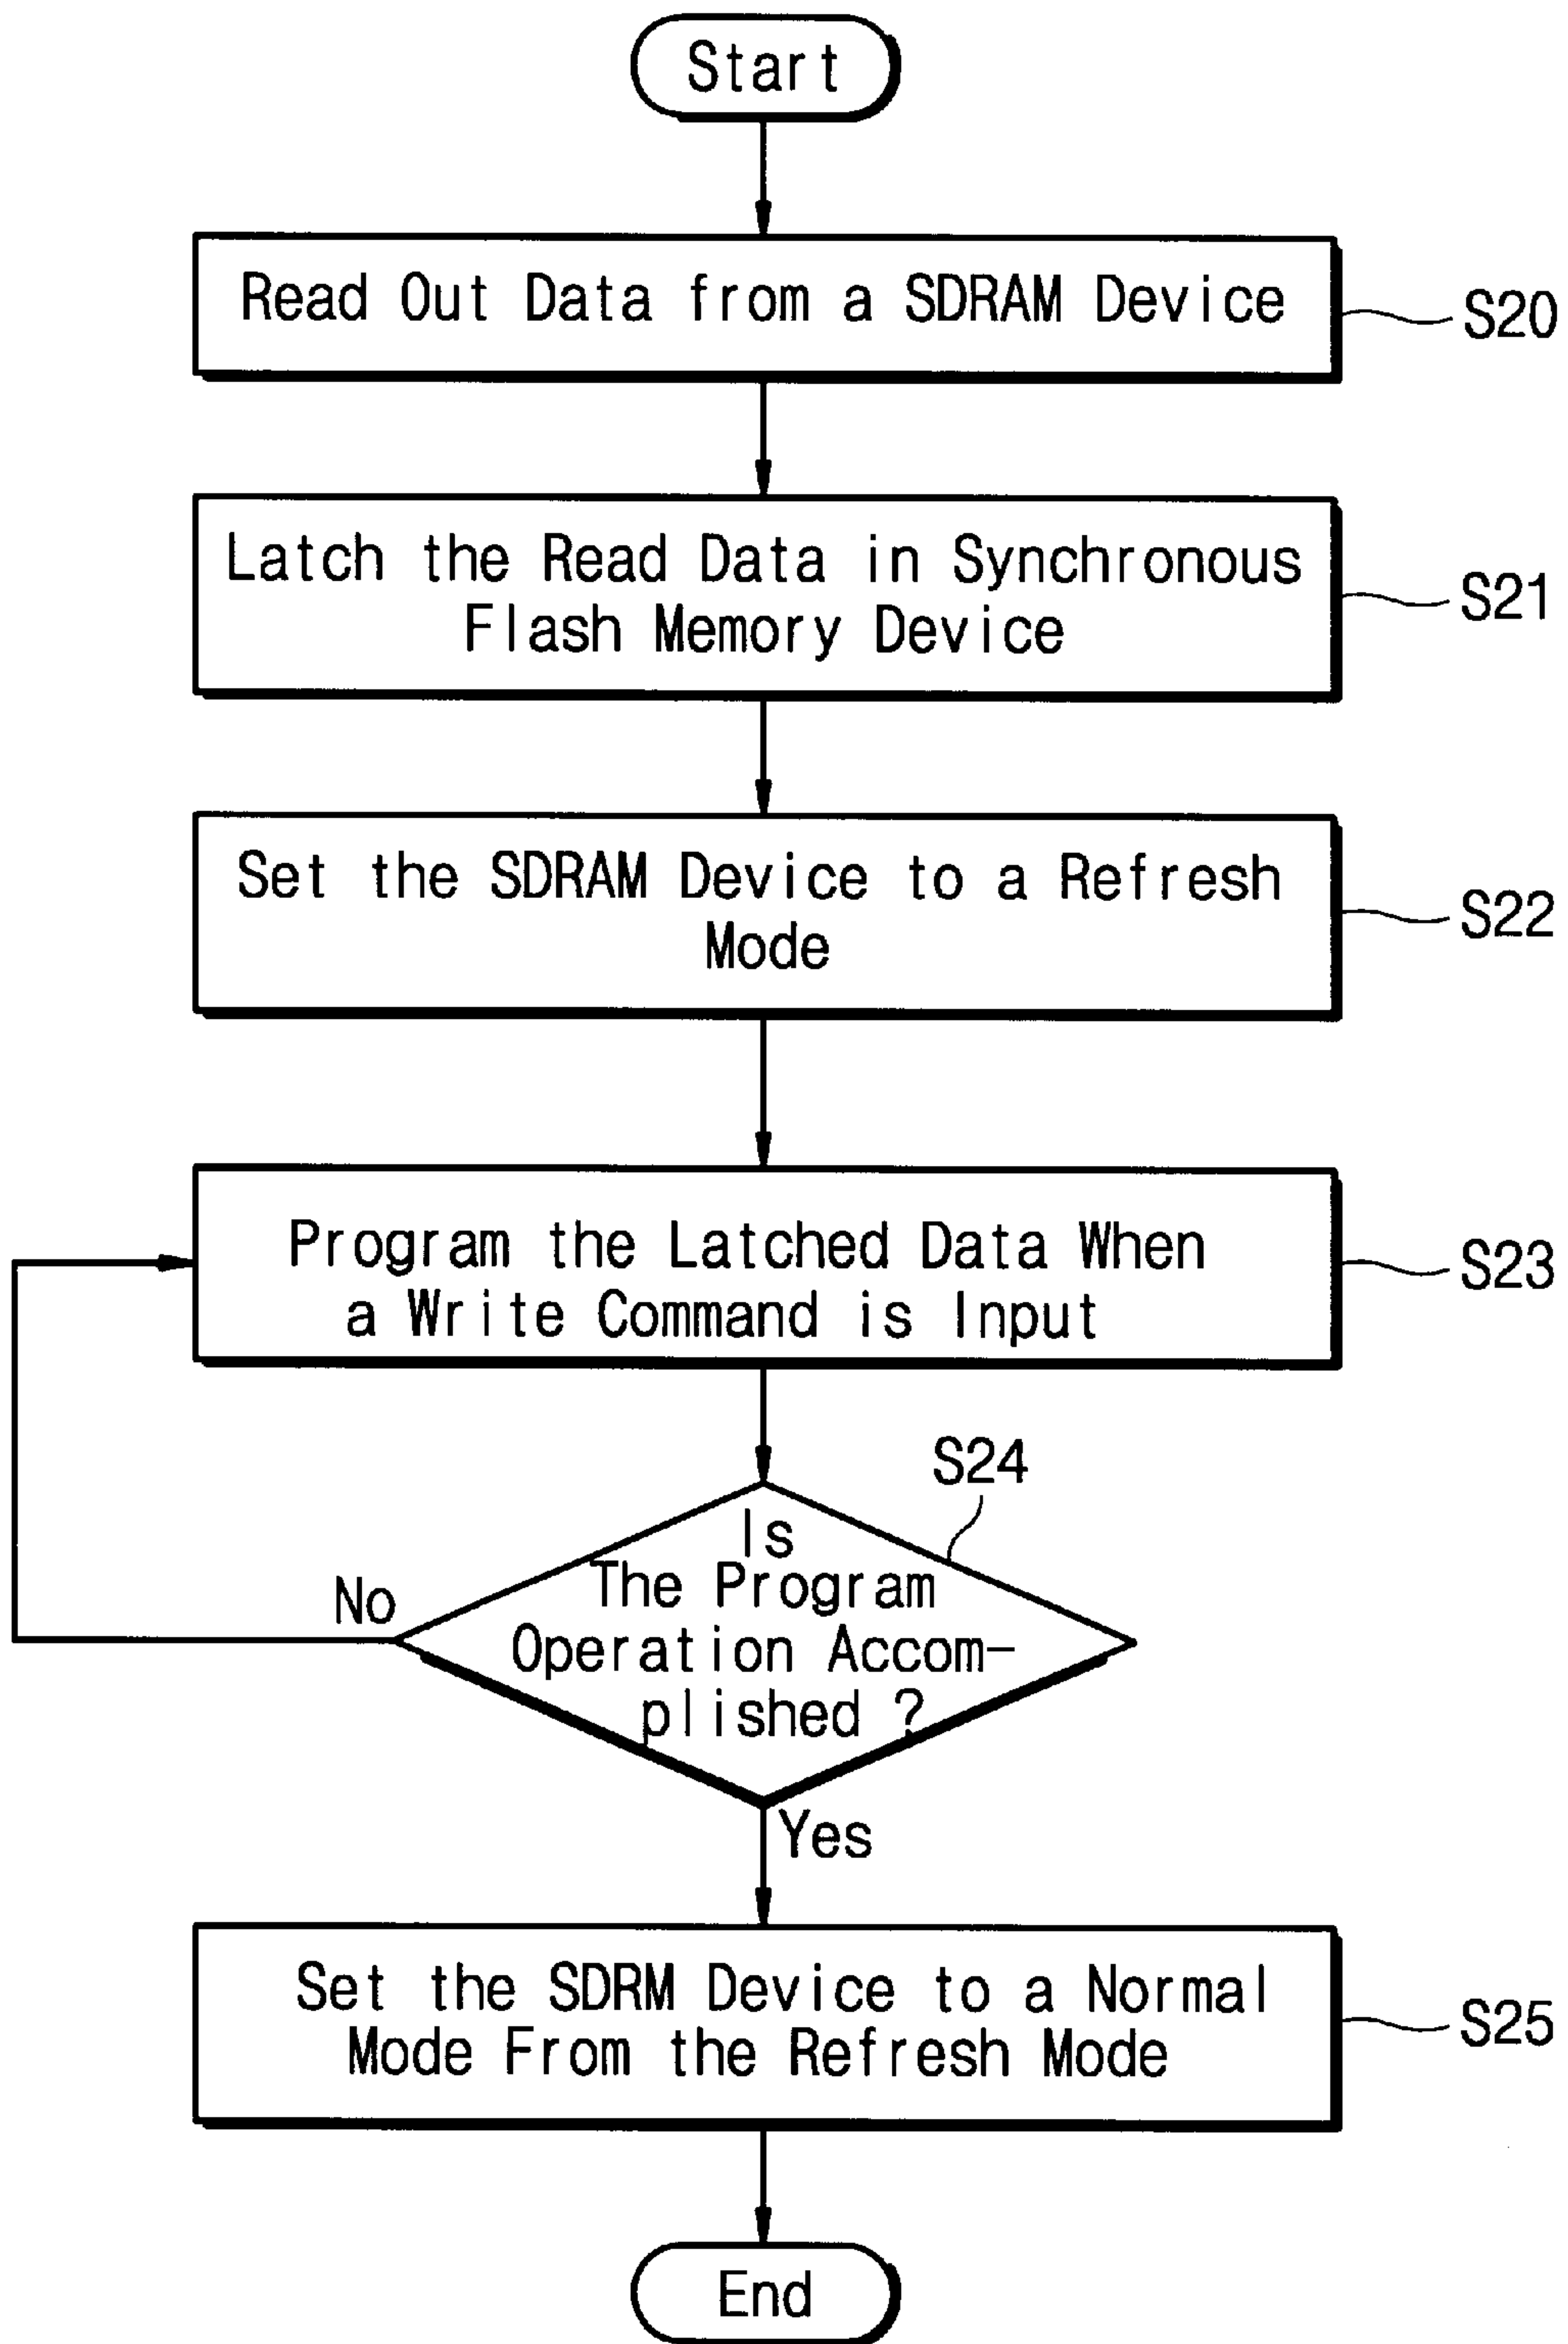 Start
Read Out Data from a SDRAM Device
S20
Latch the Read Data in Synchronous
Flash Memory Device
S21
Set the SDRAM Device to a Refresh
Mode
S22
Program the Latched Data When
a Write Command is Input
S23
S24
Is
The Program
Operation Accom-
plished ?
No
Yes
Set the SDRM Device to a Normal
Mode From the Refresh Mode
S25
End